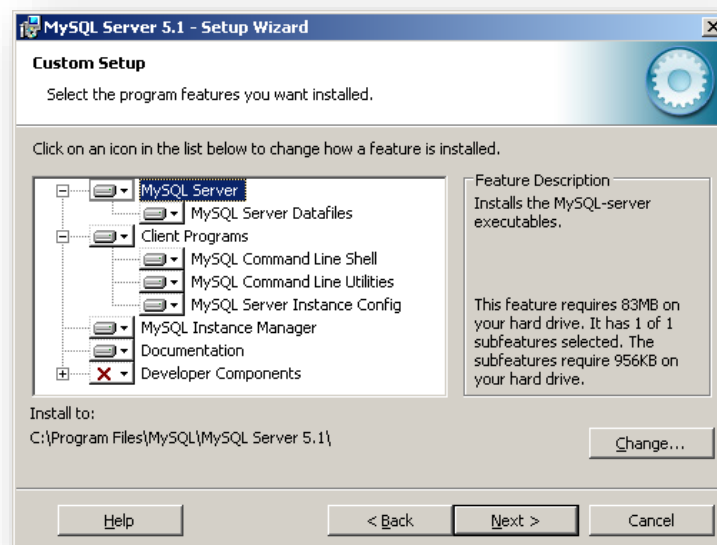 MySQL Server 5.1 - Setup Wizard
Custom Setup
Select the program features you want installed.
Click on an icon in the list below to change how a feature is installed.
MySQL Server
MySQL Server Datafiles
Client Programs
MySQL Command Line Shell
MySQL Command Line Utilities
MySQL Server Instance Config
MySQL Instance Manager
Documentation
Developer Components
Feature Description
Installs the MySQL-server
executables.
This feature requires 83MB on
your hard drive. It has 1 of 1
subfeatures selected. The
subfeatures require 956KB on
your hard drive.
Install to:
C:\Program Files\MySQL\MySQL Server 5.1\
Change...
Help
< Back
Next >
Cancel